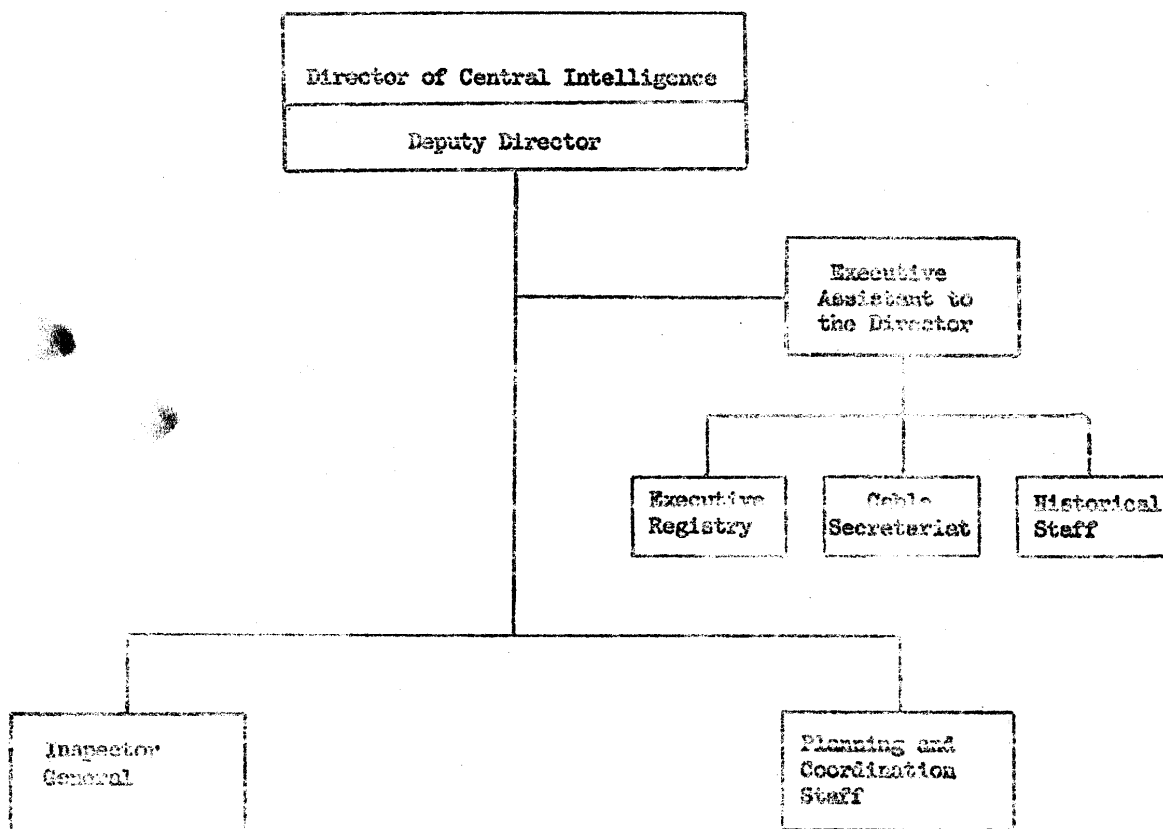 Director of Central Intelligence
Deputy Director
Executive
Assistant to
the Director
Executive
Registry
Cable
Secretariat
Historical
Staff
Inspector
General
Planning and
Coordination
Staff